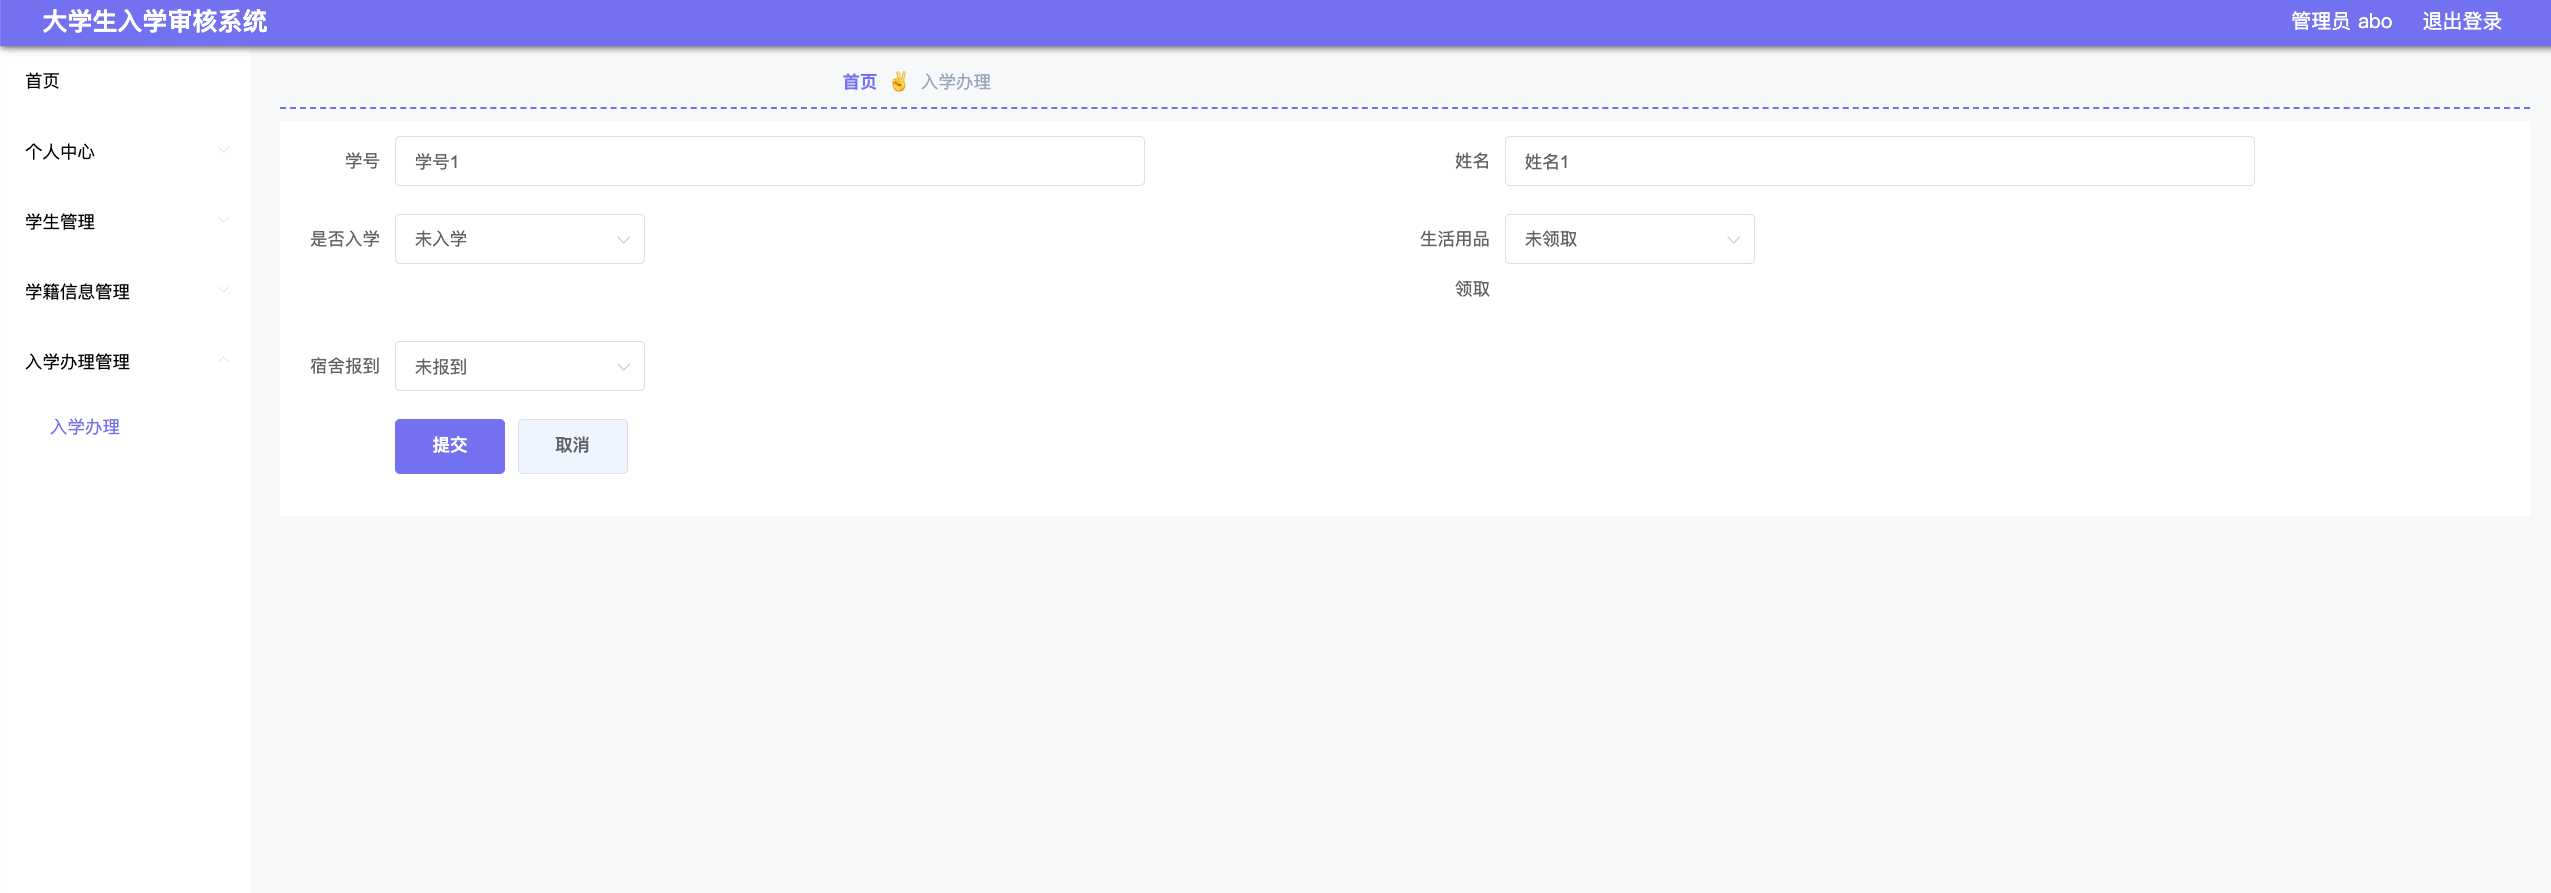 大学生入学审核系统
管理员 abo
退出登录
首页
个人中心
学生管理
学籍信息管理
入学办理管理
入学办理
首页 ✌ 入学办理
学号 学号1
姓名 姓名1
是否入学 未入学
生活用品 未领取
领取
宿舍报到 未报到
提交 取消